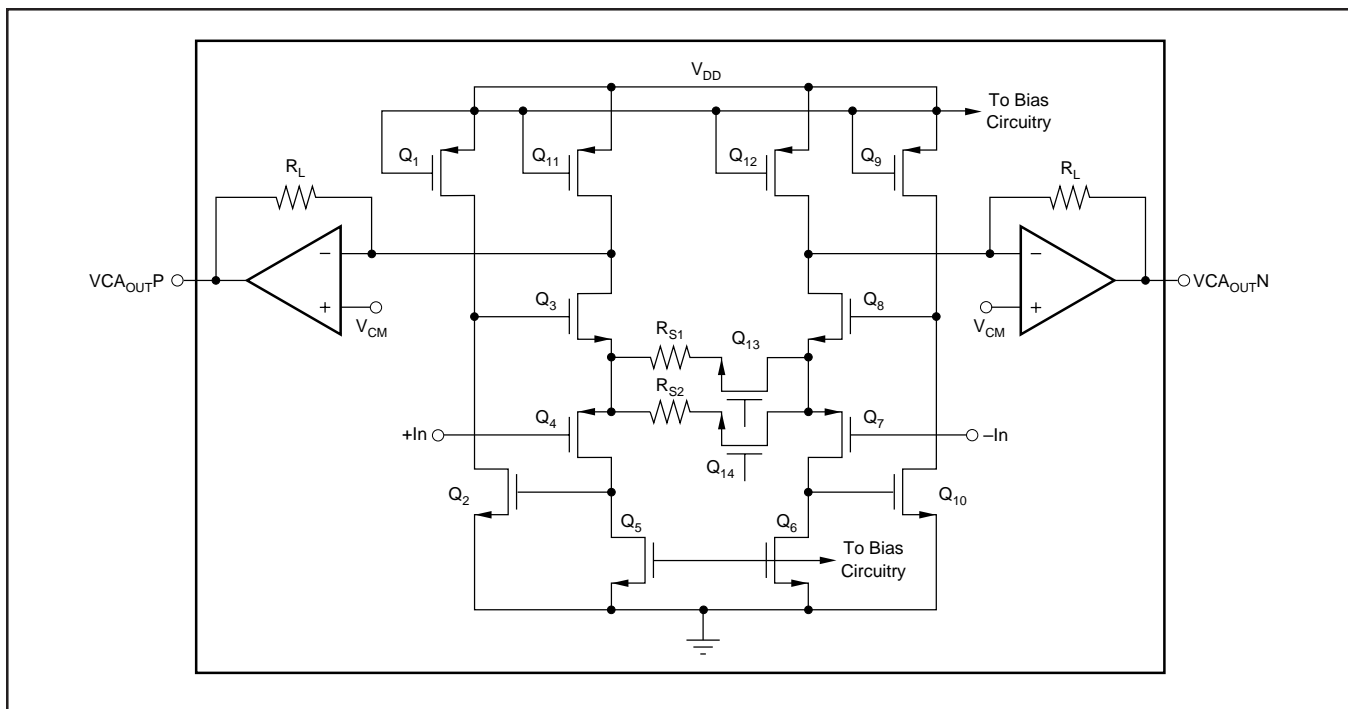 V_DD
To Bias
Circuitry
Q_1
Q_11
Q_12
Q_9
R_L
R_L
VCA_OUTP
−
+
V_CM
−
+
V_CM
VCA_OUTN
Q_3
Q_8
R_S1
Q_13
R_S2
Q_4
Q_7
+In
–In
Q_14
Q_2
Q_10
Q_5
Q_6
To Bias
Circuitry